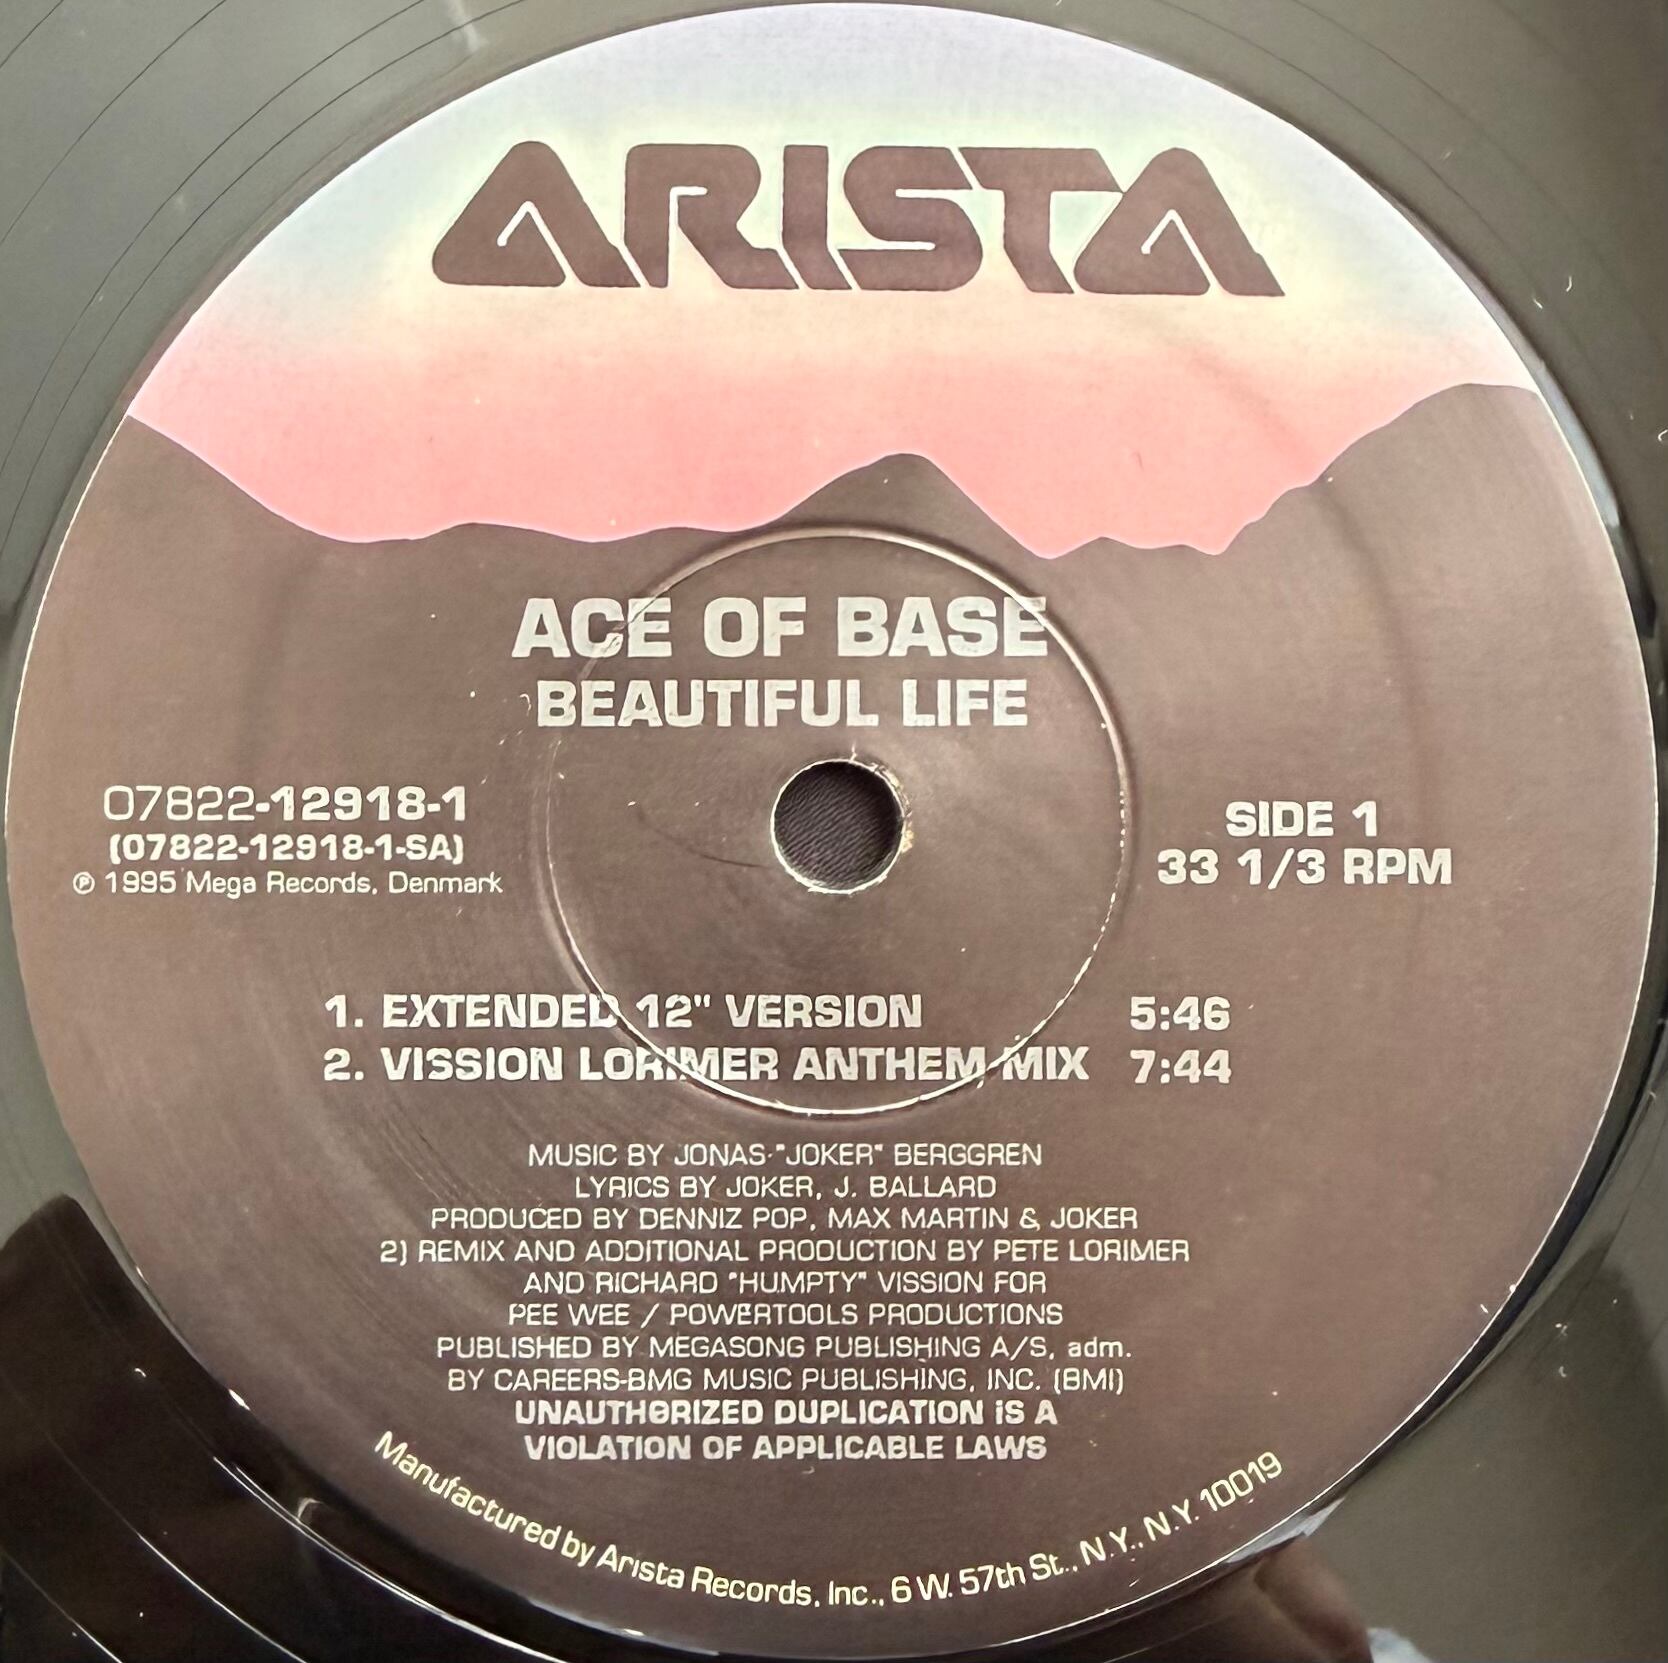 ARISTA
ACE OF BASE
BEAUTIFUL LIFE
07822-12918-1
(07822-12918-1-SA)
℗ 1995 Mega Records, Denmark
SIDE 1
33 1/3 RPM
1. EXTENDED 12" VERSION 5:46
2. VISSION LORIMER ANTHEM MIX 7:44
MUSIC BY JONAS "JOKER" BERGGREN
LYRICS BY JOKER, J. BALLARD
PRODUCED BY DENNIZ POP, MAX MARTIN & JOKER
2) REMIX AND ADDITIONAL PRODUCTION BY PETE LORIMER
AND RICHARD "HUMPTY" VISSION FOR
PEE WEE / POWERTOOLS PRODUCTIONS
PUBLISHED BY MEGASONG PUBLISHING A/S, adm.
BY CAREERS-BMG MUSIC PUBLISHING, INC. (BMI)
UNAUTHORIZED DUPLICATION IS A
VIOLATION OF APPLICABLE LAWS
Manufactured by Arista Records, Inc., 6 W. 57th St., N.Y., N.Y. 10019